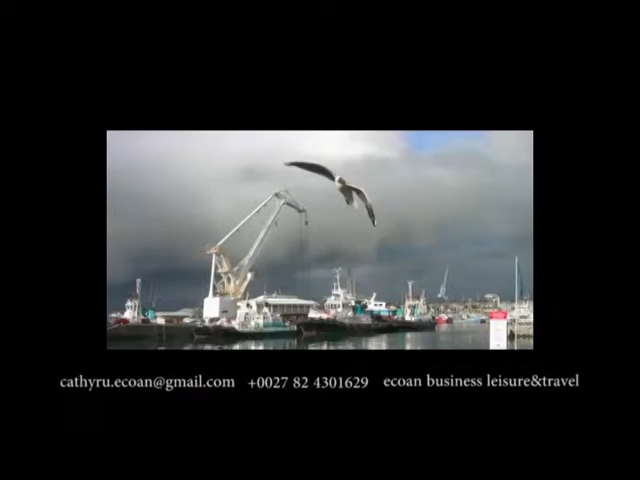 cathyru.ecoan@gmail.com +0027 82 4301629 ecoan business leisure&travel